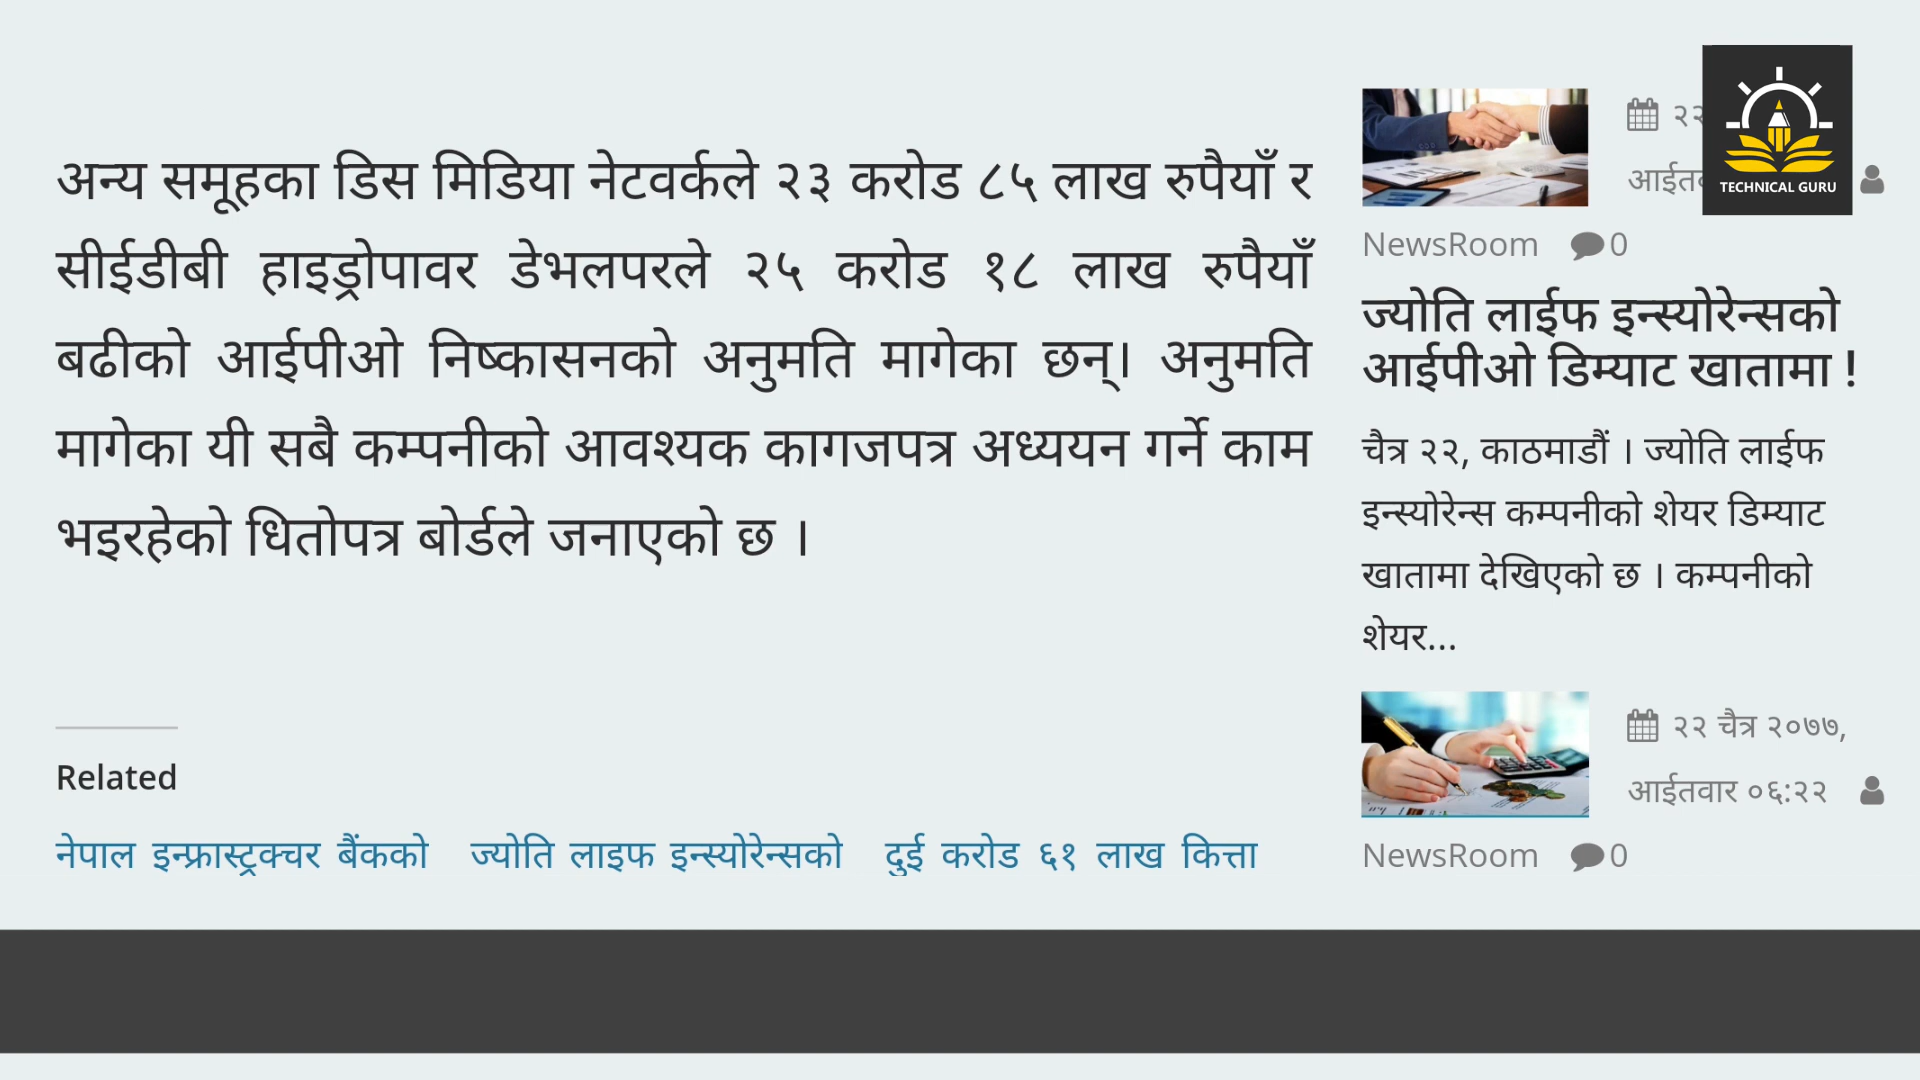 अन्य समूहका डिस मिडिया नेटवर्कले २३ करोड ८५ लाख रुपैयाँ र
सीईडीबी हाइड्रोपावर डेभलपरले २५ करोड १८ लाख रुपैयाँ
बढीको आईपीओ निष्कासनको अनुमति मागेका छन्। अनुमति
मागेका यी सबै कम्पनीको आवश्यक कागजपत्र अध्ययन गर्ने काम
भइरहेको धितोपत्र बोर्डले जनाएको छ ।
Related
नेपाल इन्फ्रास्ट्रक्चर बैंकको
ज्योति लाइफ इन्स्योरेन्सको
दुई करोड ६१ लाख कित्ता
TECHNICAL GURU
NewsRoom 0
ज्योति लाईफ इन्स्योरेन्सको
आईपीओ डिम्याट खातामा !
चैत्र २२, काठमाडौं । ज्योति लाईफ
इन्स्योरेन्स कम्पनीको शेयर डिम्याट
खातामा देखिएको छ । कम्पनीको
शेयर...
२२ चैत्र २०७७,
आईतवार ०६:२२
NewsRoom 0